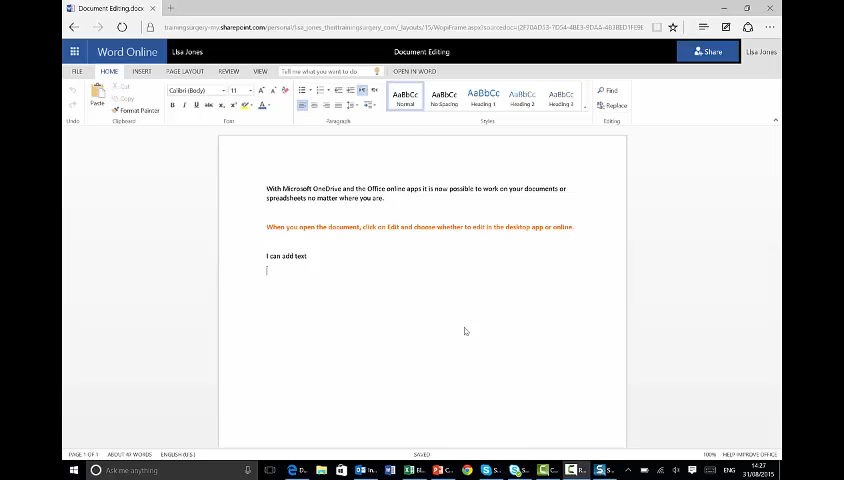 Document Editing.docx
trainingsurgery-my.sharepoint.com/personal/lisa_jones_theittrainingsurgery_com/_layouts/15/WopiFrame.aspx?sourcedoc=
Word Online
Lisa Jones
Document Editing
Share
Lisa Jones
FILE
HOME
INSERT
PAGE LAYOUT
REVIEW
VIEW
Tell me what you want to do
OPEN IN WORD
Paste
Cut
Copy
Format Painter
Calibri (Body)
11
AaBbCc
AaBbCc
AaBbCc
AaBbCc
AaBbCc
Normal
No Spacing
Heading 1
Heading 2
Heading 3
Find
Replace
Undo
Clipboard
Font
Paragraph
Styles
Editing
With Microsoft OneDrive and the Office online apps it is now possible to work on your documents or
spreadsheets no matter where you are.
When you open the document, click on Edit and choose whether to edit in the desktop app or online.
I can add text
PAGE 1 OF 1
ABOUT 47 WORDS
ENGLISH (U.S.)
SAVED
100%
HELP IMPROVE OFFICE
Ask me anything
D...
In...
Bl...
C...
S...
S...
C...
R...
S...
ENG
14:27
31/08/2015